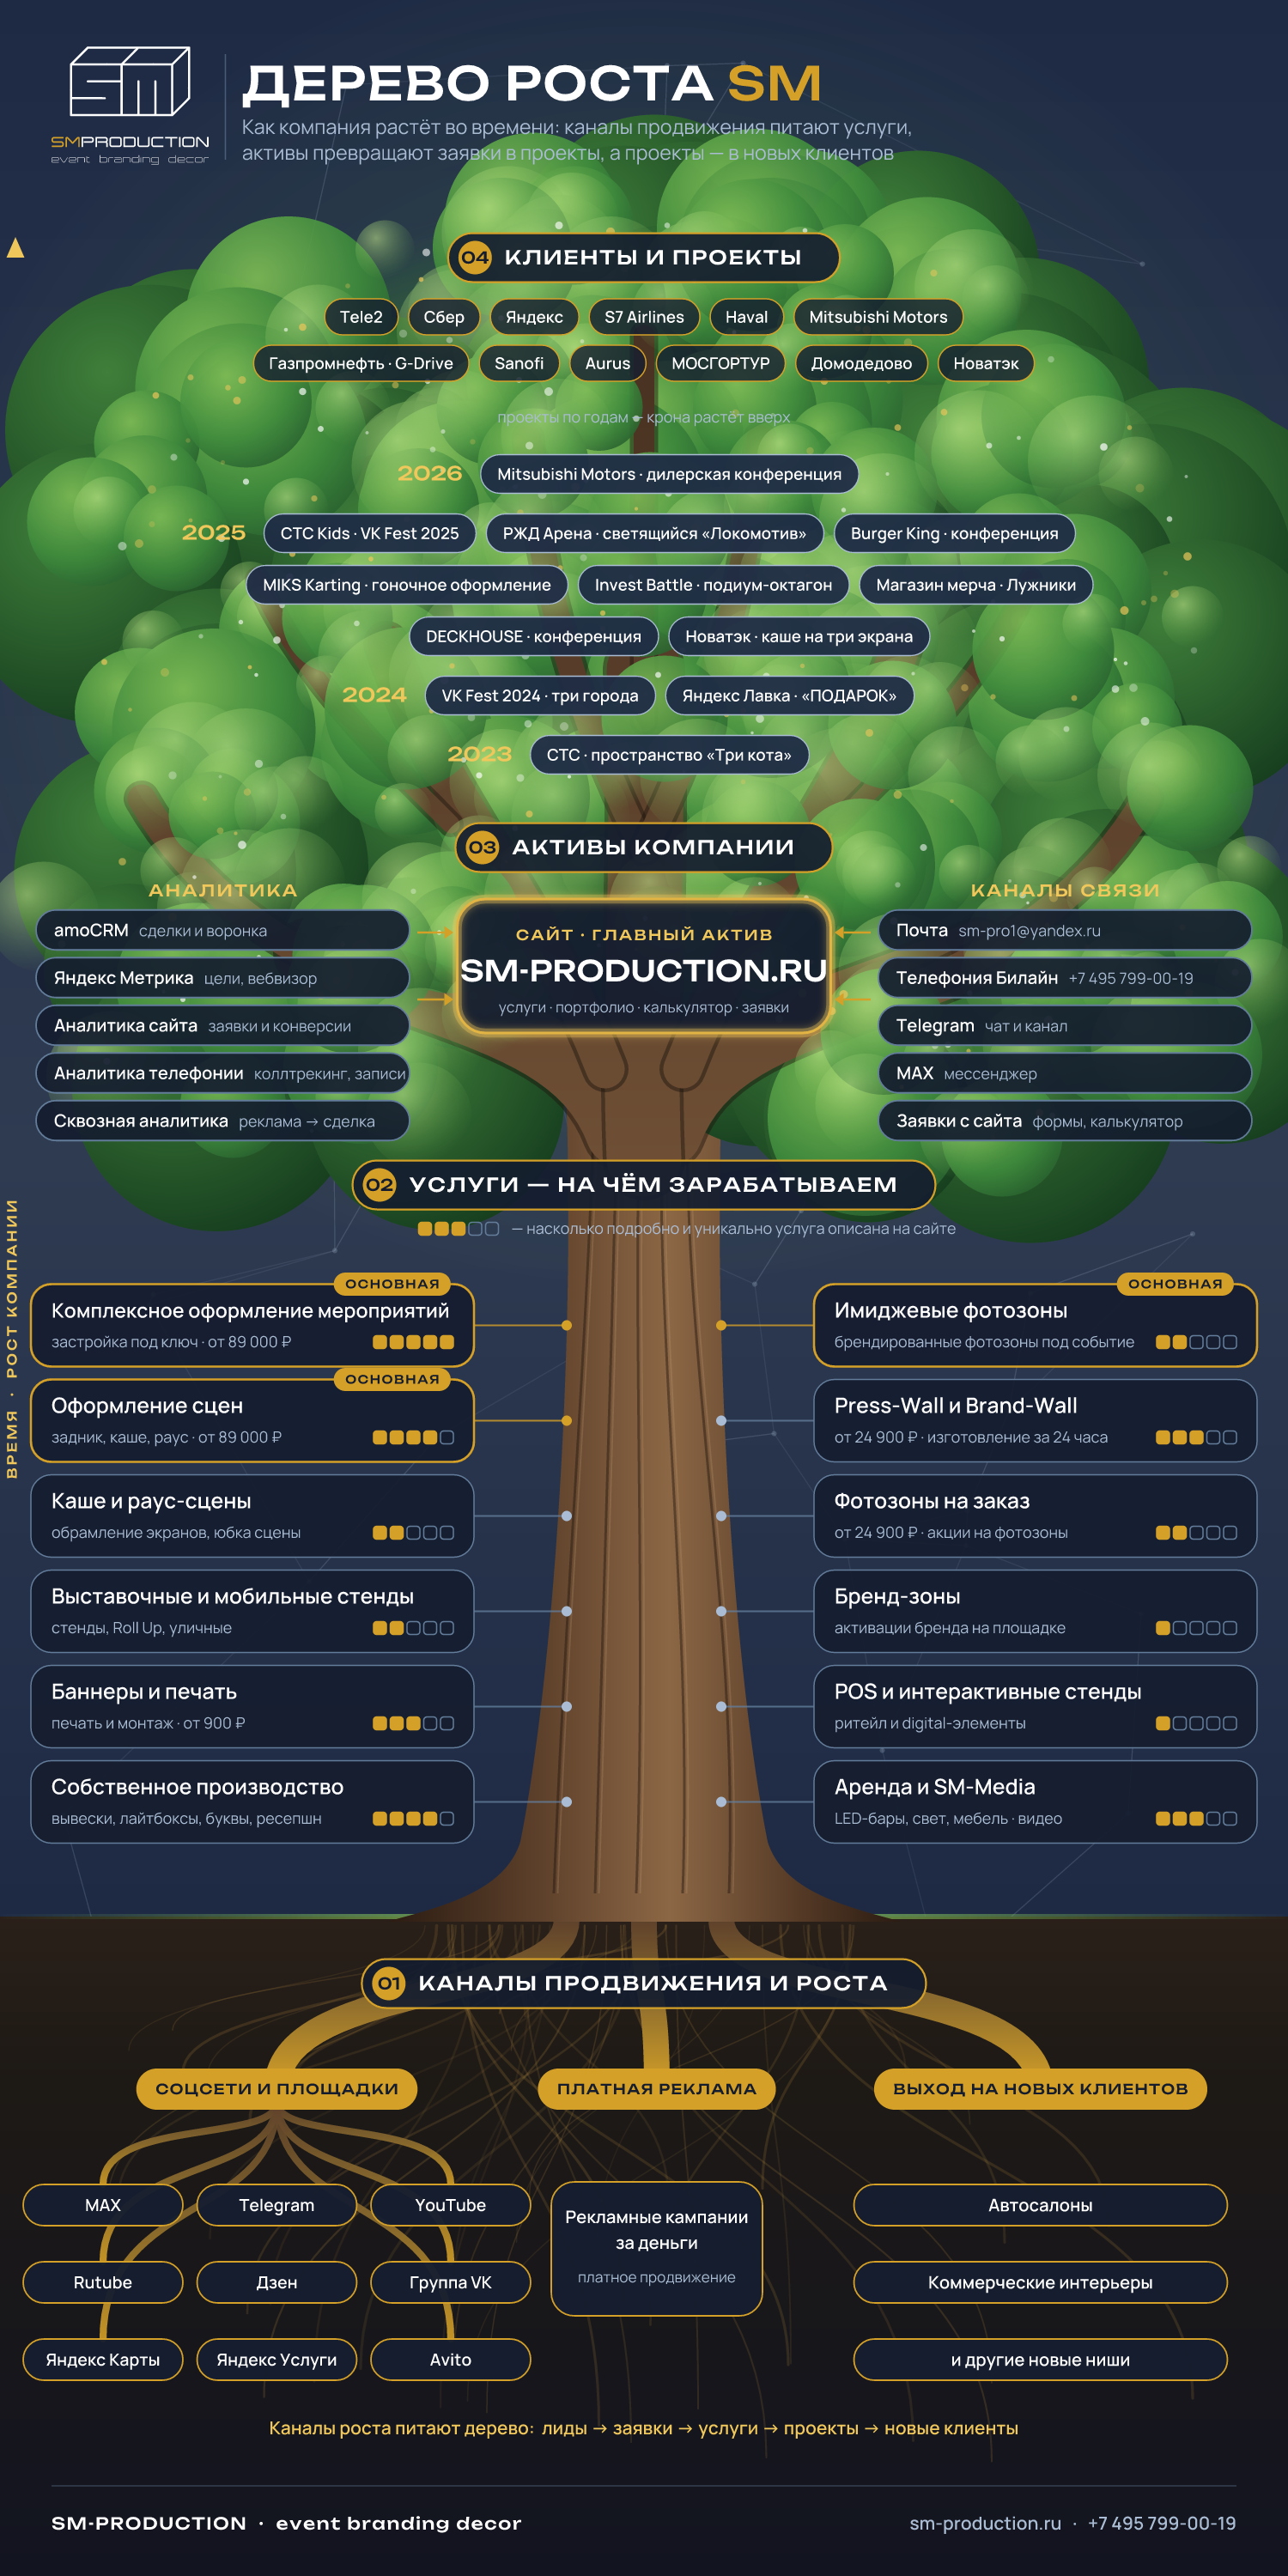 SM
SMPRODUCTION
event branding decor
ДЕРЕВО РОСТА SM
Как компания растёт во времени: каналы продвижения питают услуги,
активы превращают заявки в проекты, а проекты — в новых клиентов
04 КЛИЕНТЫ И ПРОЕКТЫ
Tele2 Сбер Яндекс S7 Airlines Haval Mitsubishi Motors
Газпромнефть · G-Drive Sanofi Aurus МОСГОРТУР Домодедово Новатэк
проекты по годам — крона растёт вверх
2026 Mitsubishi Motors · дилерская конференция
2025 СТС Kids · VK Fest 2025 РЖД Арена · светящийся «Локомотив» Burger King · конференция
MIKS Karting · гоночное оформление Invest Battle · подиум-октагон Магазин мерча · Лужники
DECKHOUSE · конференция Новатэк · каше на три экрана
2024 VK Fest 2024 · три города Яндекс Лавка · «ПОДАРОК»
2023 СТС · пространство «Три кота»
03 АКТИВЫ КОМПАНИИ
АНАЛИТИКА
amoCRM сделки и воронка
Яндекс Метрика цели, вебвизор
Аналитика сайта заявки и конверсии
Аналитика телефонии коллтрекинг, записи
Сквозная аналитика реклама → сделка
САЙТ · ГЛАВНЫЙ АКТИВ
SM-PRODUCTION.RU
услуги · портфолио · калькулятор · заявки
КАНАЛЫ СВЯЗИ
Почта sm-pro1@yandex.ru
Телефония Билайн +7 495 799-00-19
Telegram чат и канал
MAX мессенджер
Заявки с сайта формы, калькулятор
02 УСЛУГИ — НА ЧЁМ ЗАРАБАТЫВАЕМ
— насколько подробно и уникально услуга описана на сайте
ВРЕМЯ · РОСТ КОМПАНИИ
ОСНОВНАЯ
Комплексное оформление мероприятий
застройка под ключ · от 89 000 ₽
ОСНОВНАЯ
Оформление сцен
задник, каше, раус · от 89 000 ₽
Каше и раус-сцены
обрамление экранов, юбка сцены
Выставочные и мобильные стенды
стенды, Roll Up, уличные
Баннеры и печать
печать и монтаж · от 900 ₽
Собственное производство
вывески, лайтбоксы, буквы, ресепшн
ОСНОВНАЯ
Имиджевые фотозоны
брендированные фотозоны под событие
Press-Wall и Brand-Wall
от 24 900 ₽ · изготовление за 24 часа
Фотозоны на заказ
от 24 900 ₽ · акции на фотозоны
Бренд-зоны
активации бренда на площадке
POS и интерактивные стенды
ритейл и digital-элементы
Аренда и SM-Media
LED-бары, свет, мебель · видео
01 КАНАЛЫ ПРОДВИЖЕНИЯ И РОСТА
СОЦСЕТИ И ПЛОЩАДКИ
MAX Telegram YouTube
Rutube Дзен Группа VK
Яндекс Карты Яндекс Услуги Avito
ПЛАТНАЯ РЕКЛАМА
Рекламные кампании
за деньги
платное продвижение
ВЫХОД НА НОВЫХ КЛИЕНТОВ
Автосалоны
Коммерческие интерьеры
и другие новые ниши
Каналы роста питают дерево: лиды → заявки → услуги → проекты → новые клиенты
SM-PRODUCTION · event branding decor
sm-production.ru · +7 495 799-00-19